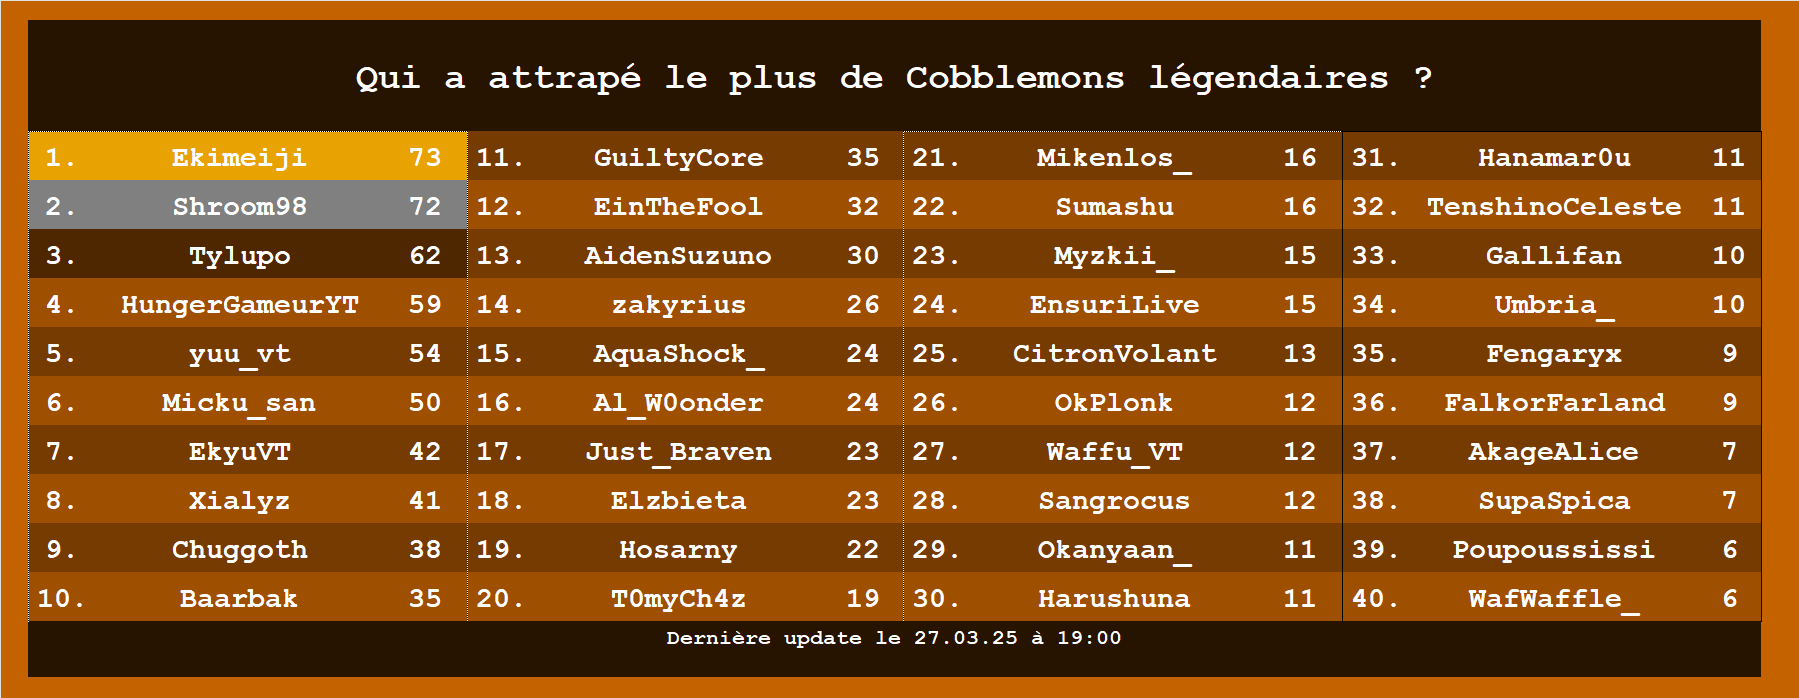 Qui a attrapé le plus de Cobblemons légendaires ?
1. Ekimeiji 73
2. Shroom98 72
3. Tylupo 62
4. HungerGameurYT 59
5. yuu_vt 54
6. Micku_san 50
7. EkyuVT 42
8. Xialyz 41
9. Chuggoth 38
10. Baarbak 35
11. GuiltyCore 35
12. EinTheFool 32
13. AidenSuzuno 30
14. zakyrius 26
15. AquaShock_ 24
16. Al_W0onder 24
17. Just_Braven 23
18. Elzbieta 23
19. Hosarny 22
20. T0myCh4z 19
21. Mikenlos_ 16
22. Sumashu 16
23. Myzkii_ 15
24. EnsuriLive 15
25. CitronVolant 13
26. OkPlonk 12
27. Waffu_VT 12
28. Sangrocus 12
29. Okanyaan_ 11
30. Harushuna 11
31. Hanamar0u 11
32. TenshinoCeleste 11
33. Gallifan 10
34. Umbria_ 10
35. Fengaryx 9
36. FalkorFarland 9
37. AkageAlice 7
38. SupaSpica 7
39. Poupoussissi 6
40. WafWaffle_ 6
Dernière update le 27.03.25 à 19:00